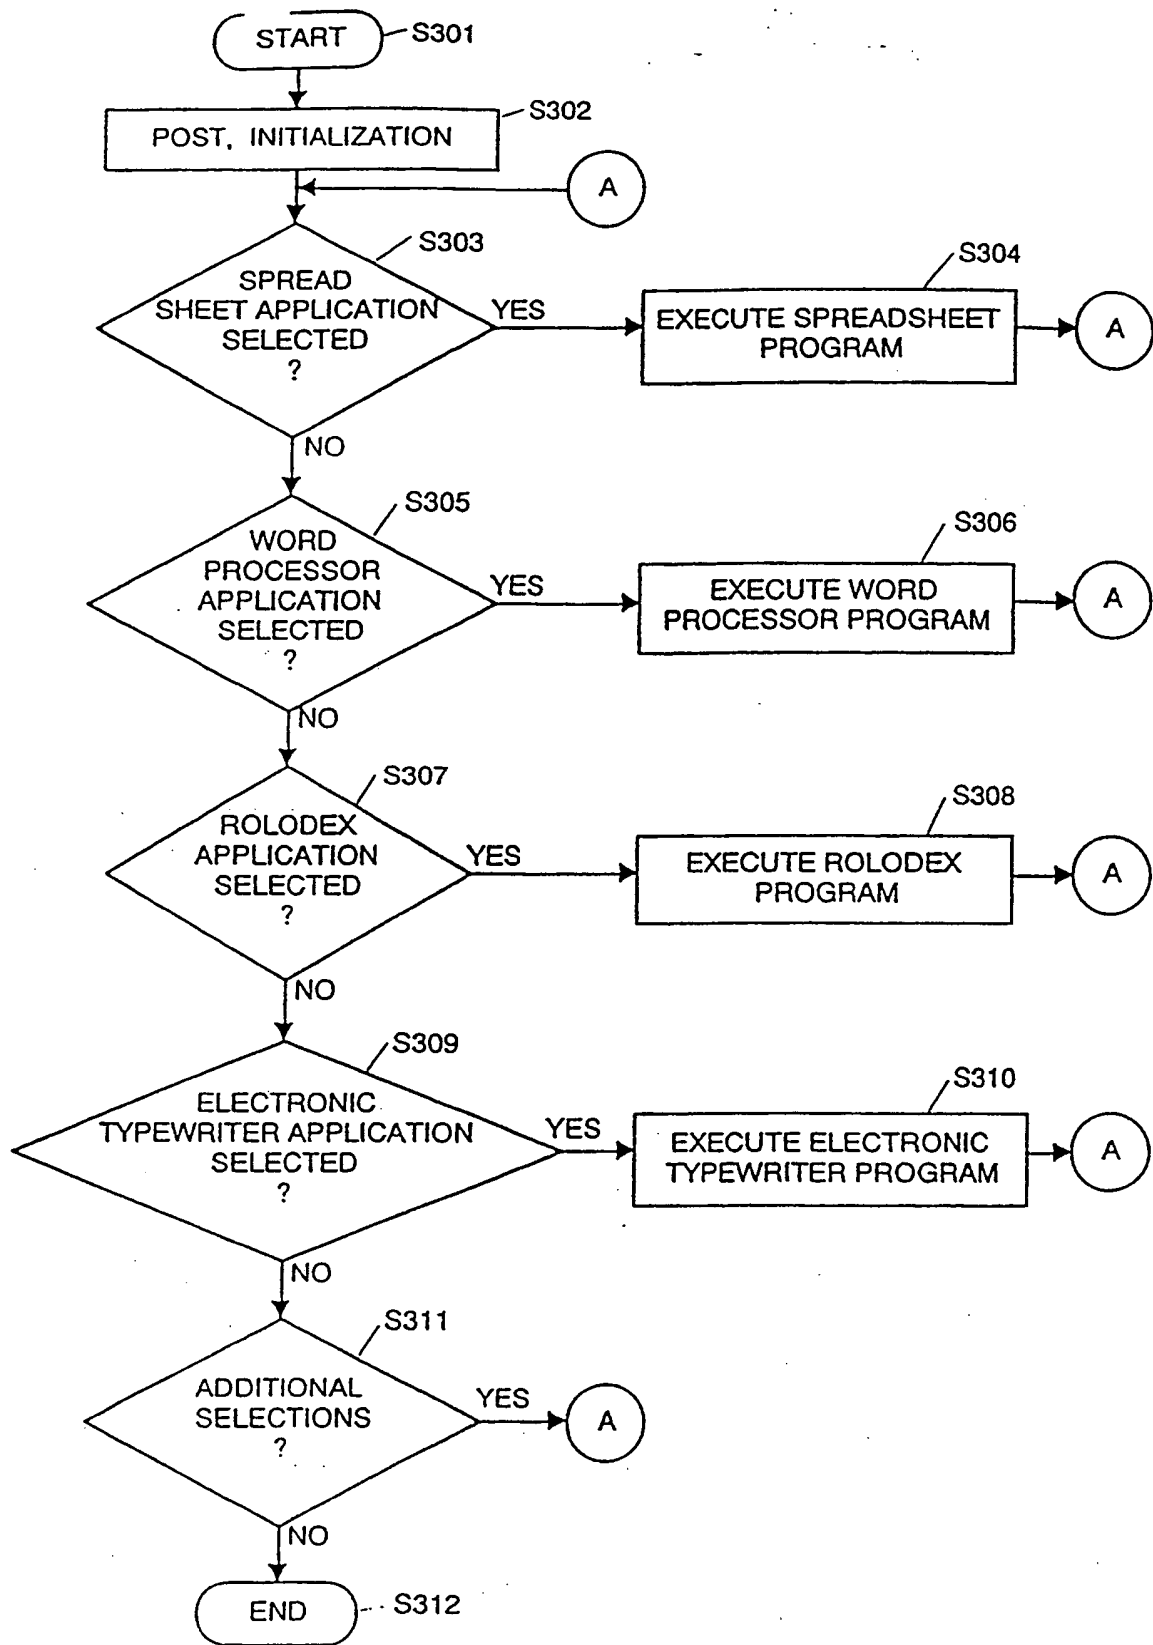 START
S301
S302
POST, INITIALIZATION
A
S303
SPREAD
SHEET APPLICATION
SELECTED
?
YES
S304
EXECUTE SPREADSHEET
PROGRAM
A
NO
S305
WORD
PROCESSOR
APPLICATION
SELECTED
?
YES
S306
EXECUTE WORD
PROCESSOR PROGRAM
A
NO
S307
ROLODEX
APPLICATION
SELECTED
?
YES
S308
EXECUTE ROLODEX
PROGRAM
A
NO
S309
ELECTRONIC
TYPEWRITER APPLICATION
SELECTED
?
YES
S310
EXECUTE ELECTRONIC
TYPEWRITER PROGRAM
A
NO
S311
ADDITIONAL
SELECTIONS
?
YES
A
NO
END
S312